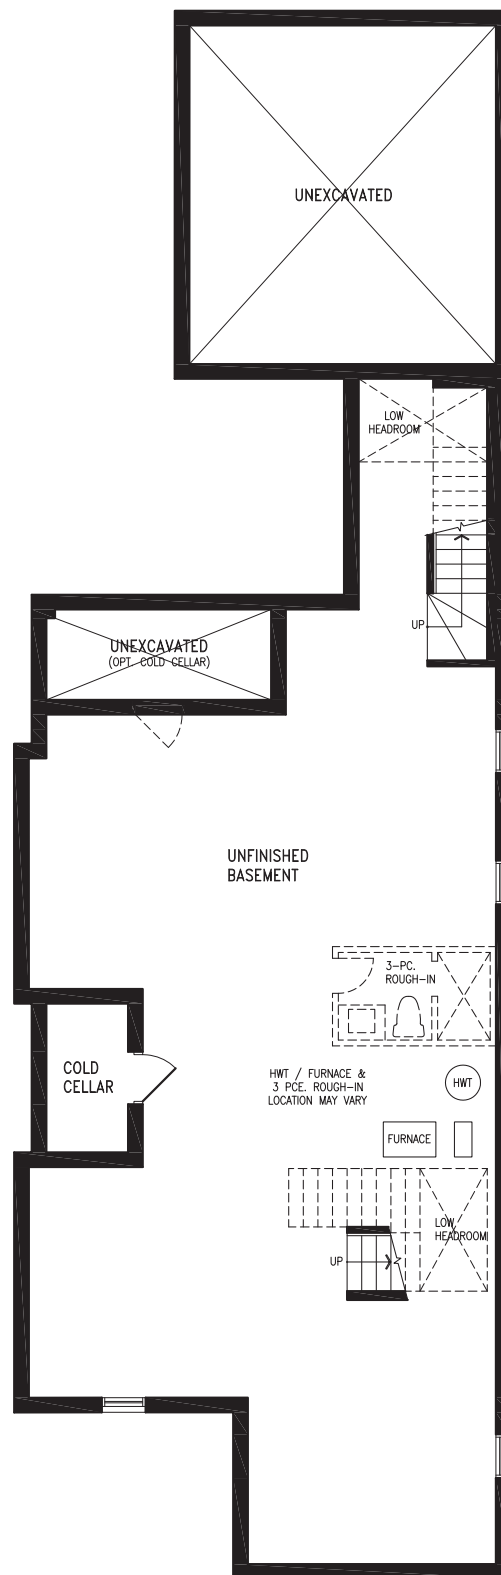 UNEXCAVATED
LOW
HEADROOM
UP
UNEXCAVATED
(OPT. COLD CELLAR)
UNFINISHED
BASEMENT
3-PC.
ROUGH-IN
COLD
CELLAR
HWT / FURNACE &
3 PCE. ROUGH-IN
LOCATION MAY VARY
HWT
FURNACE
LOW
HEADROOM
UP